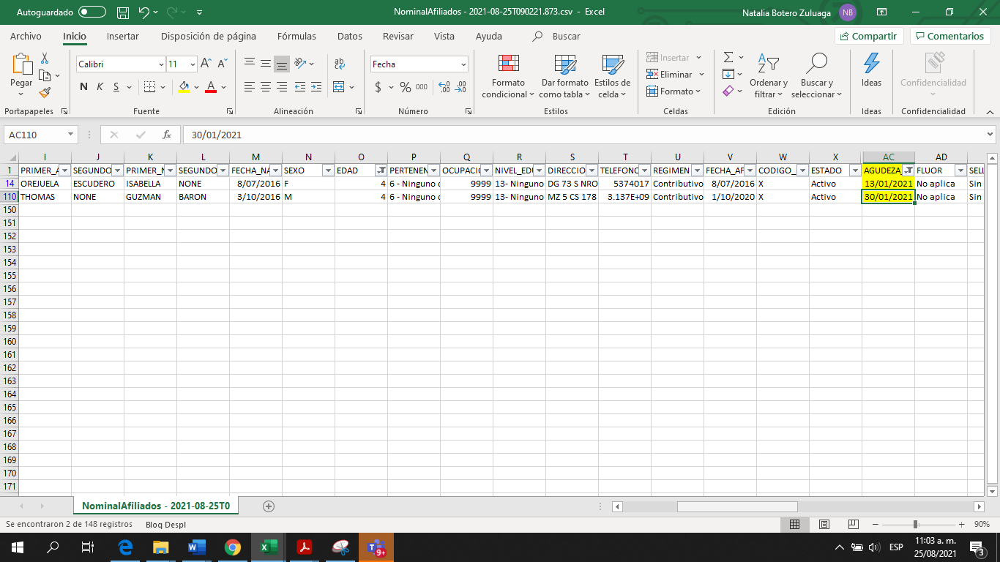 Autoguardado NominalAfiliados - 2021-08-25T090221.873.csv - Excel Natalia Botero Zuluaga NB
Archivo Inicio Insertar Disposición de página Fórmulas Datos Revisar Vista Ayuda Buscar Compartir Comentarios
Pegar
Portapapeles
Calibri 11
N K S
Fuente
ab
Alineación
Fecha
$ % 000
Número
Formato condicional
Dar formato como tabla
Estilos de celda
Estilos
Insertar
Eliminar
Formato
Celdas
Ordenar y filtrar
Buscar y seleccionar
Edición
Ideas
Ideas
Confidencialidad
Confidencialidad
AC110 fx 30/01/2021
I J K L M N O P Q R S T U V W X AC AD
1 PRIMER_A SEGUNDO PRIMER_N SEGUNDO FECHA_NA SEXO EDAD PERTENEN OCUPACIO NIVEL_EDU DIRECCIO TELEFONO REGIMEN FECHA_AF CODIGO_ ESTADO AGUDEZA_ FLUOR SELL
14 OREJUELA ESCUDERO ISABELLA NONE 8/07/2016 F 4 6 - Ninguno 9999 13- Ninguno DG 73 S NRO 5374017 Contributivo 8/07/2016 X Activo 13/01/2021 No aplica Sin
110 THOMAS NONE GUZMAN BARON 3/10/2016 M 4 6 - Ninguno 9999 13- Ninguno MZ 5 CS 178 3.137E+09 Contributivo 1/10/2020 X Activo 30/01/2021 No aplica Sin
150
151
152
153
154
155
156
157
158
159
160
161
162
163
164
165
166
167
168
169
170
171
NominalAfiliados - 2021-08-25T0
Se encontraron 2 de 148 registros Bloq Despl 90%
9+ ESP 11:03 a. m.
25/08/2021 3